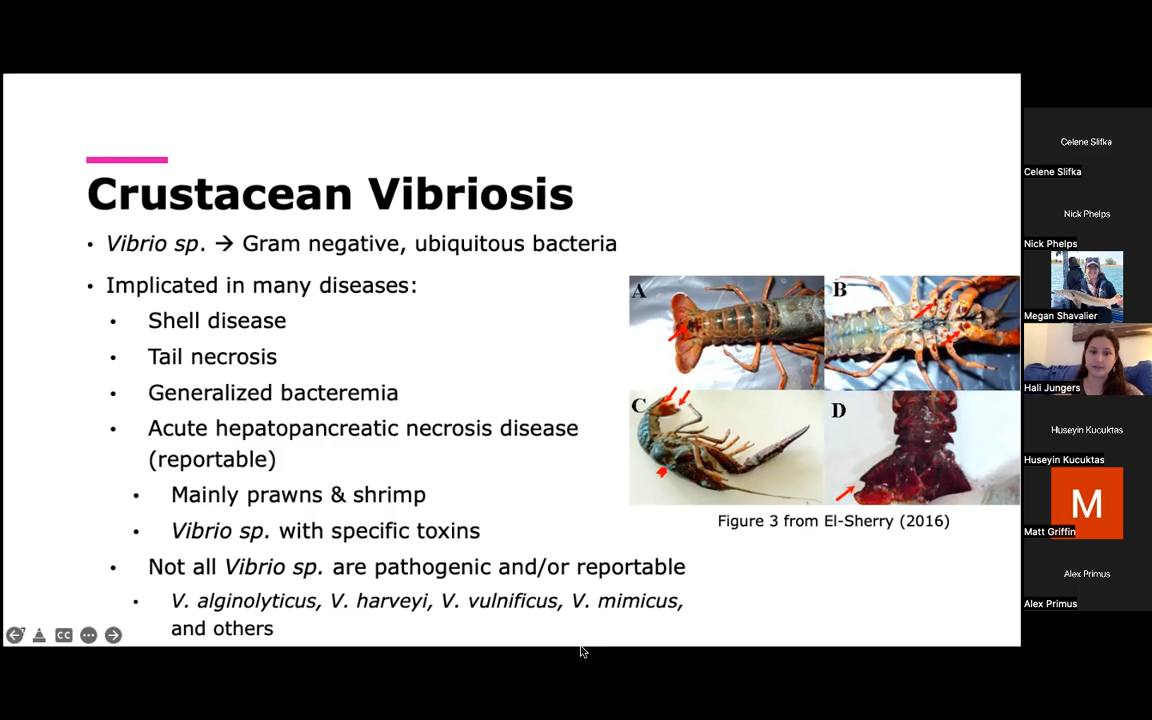 Crustacean Vibriosis
• Vibrio sp. → Gram negative, ubiquitous bacteria
• Implicated in many diseases:
• Shell disease
• Tail necrosis
• Generalized bacteremia
• Acute hepatopancreatic necrosis disease
(reportable)
• Mainly prawns & shrimp
• Vibrio sp. with specific toxins
• Not all Vibrio sp. are pathogenic and/or reportable
• V. alginolyticus, V. harveyi, V. vulnificus, V. mimicus,
and others
A
B
C
D
Figure 3 from El-Sherry (2016)
CC
Celene Slifka
Celene Slifka
Nick Phelps
Nick Phelps
Megan Shavalier
Hali Jungers
Huseyin Kucuktas
Huseyin Kucuktas
M
Matt Griffin
Alex Primus
Alex Primus